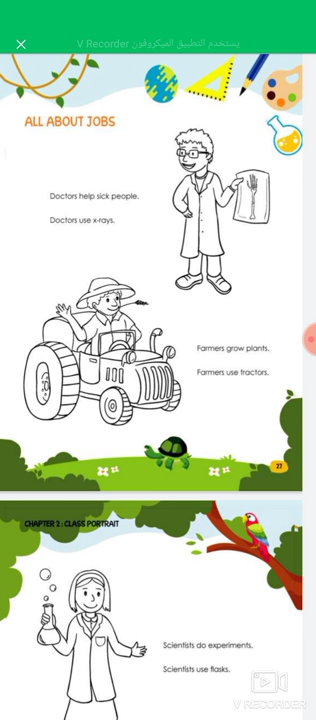 يستخدم التطبيق الميكروفون V Recorder
ALL ABOUT JOBS
Doctors help sick people.
Doctors use x-rays.
Farmers grow plants.
Farmers use tractors.
27
CHAPTER 2 : CLASS PORTRAIT
Scientists do experiments.
Scientists use flasks.
V RECORDER